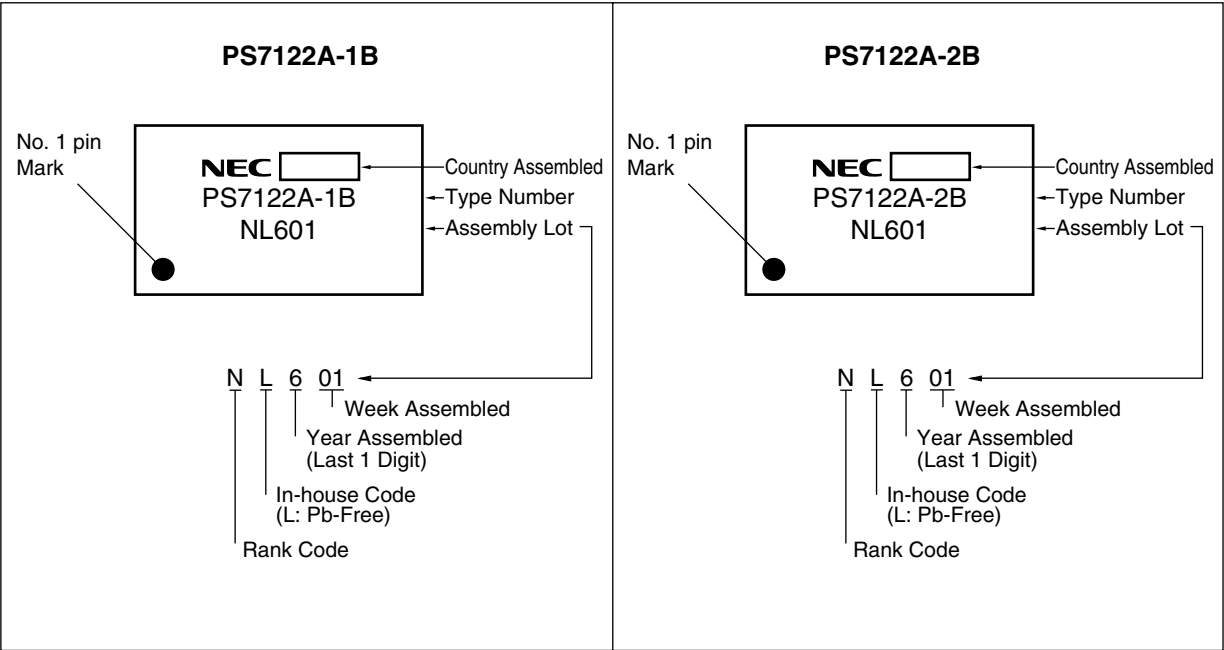 PS7122A-1B
No. 1 pin
Mark
NEC
Country Assembled
PS7122A-1B
Type Number
NL601
Assembly Lot
N L 6 01
Week Assembled
Year Assembled
(Last 1 Digit)
In-house Code
(L: Pb-Free)
Rank Code
PS7122A-2B
No. 1 pin
Mark
NEC
Country Assembled
PS7122A-2B
Type Number
NL601
Assembly Lot
N L 6 01
Week Assembled
Year Assembled
(Last 1 Digit)
In-house Code
(L: Pb-Free)
Rank Code